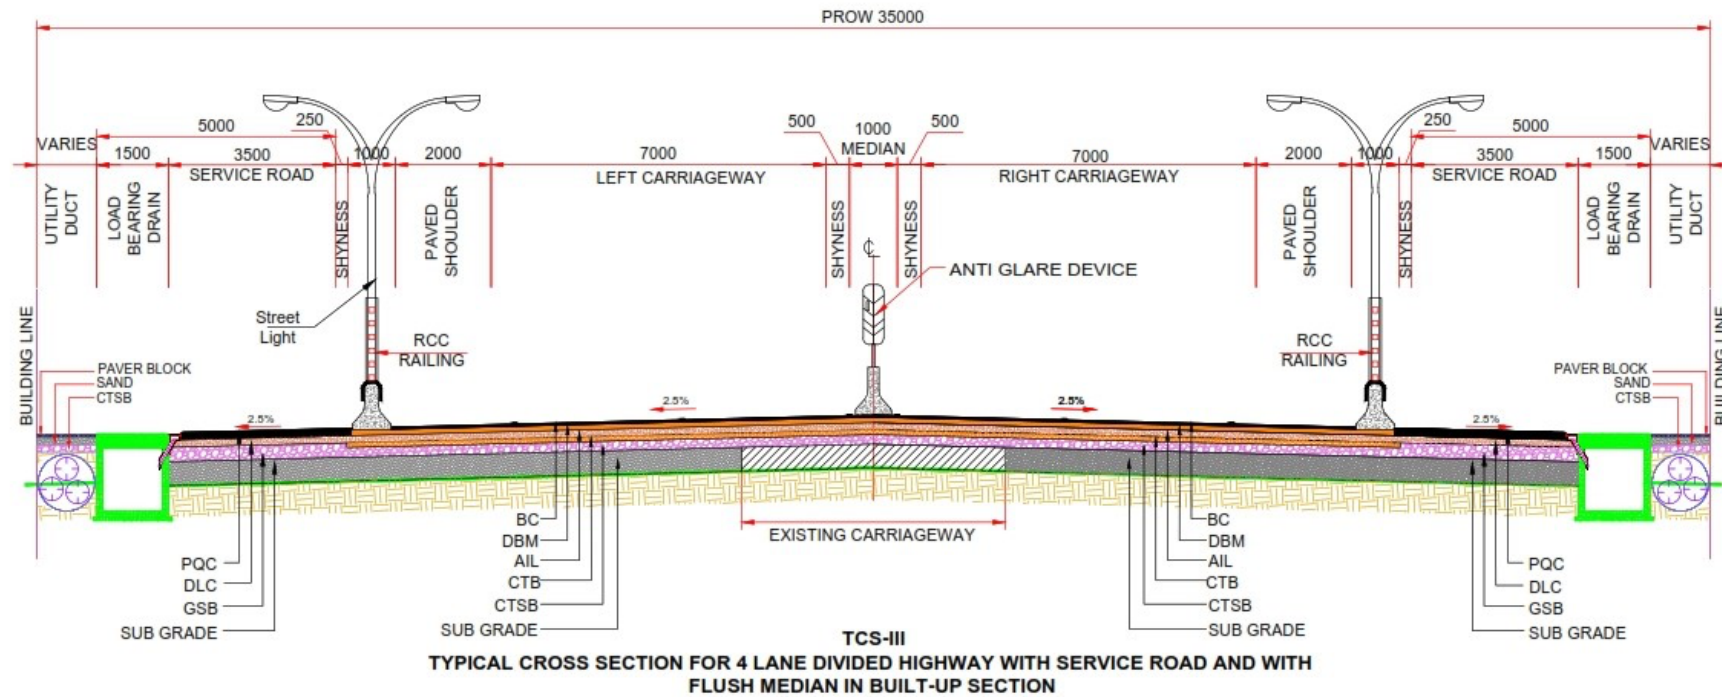 PROW 35000
5000
250
500
1000
500
250
5000
VARIES
MEDIAN
VARIES
1500
3500
1000
2000
7000
7000
2000
1000
3500
1500
SERVICE ROAD
LEFT CARRIAGEWAY
RIGHT CARRIAGEWAY
SERVICE ROAD
UTILITY
DUCT
LOAD
BEARING
DRAIN
SHYNESS
PAVED
SHOULDER
SHYNESS
SHYNESS
PAVED
SHOULDER
SHYNESS
LOAD
BEARING
DRAIN
UTILITY
DUCT
ANTI GLARE DEVICE
Street
Light
RCC
RAILING
RCC
RAILING
BUILDING LINE
BUILDING LINE
PAVER BLOCK
SAND
CTSB
PAVER BLOCK
SAND
CTSB
2.5%
2.5%
2.5%
2.5%
EXISTING CARRIAGEWAY
PQC
DLC
GSB
SUB GRADE
BC
DBM
AIL
CTB
CTSB
SUB GRADE
BC
DBM
AIL
CTB
CTSB
SUB GRADE
PQC
DLC
GSB
SUB GRADE
TCS-III
TYPICAL CROSS SECTION FOR 4 LANE DIVIDED HIGHWAY WITH SERVICE ROAD AND WITH
FLUSH MEDIAN IN BUILT-UP SECTION